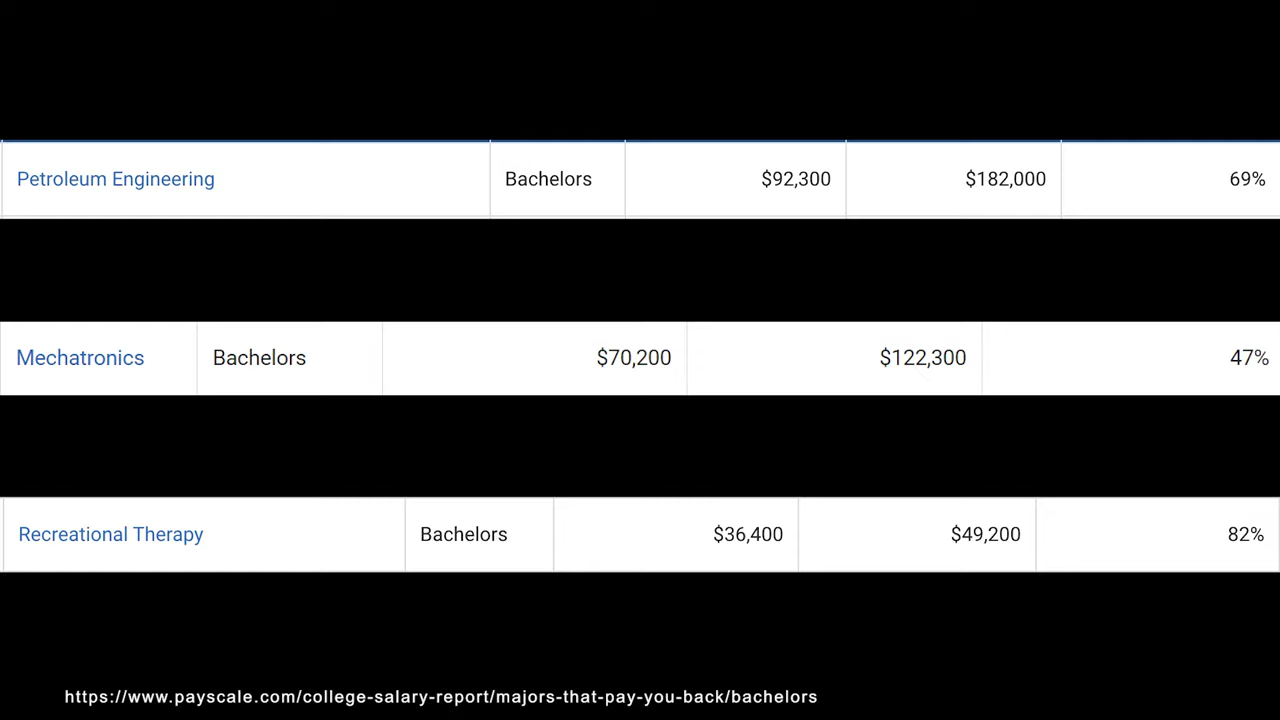 Petroleum Engineering Bachelors $92,300 $182,000 69%
Mechatronics Bachelors $70,200 $122,300 47%
Recreational Therapy Bachelors $36,400 $49,200 82%
https://www.payscale.com/college-salary-report/majors-that-pay-you-back/bachelors